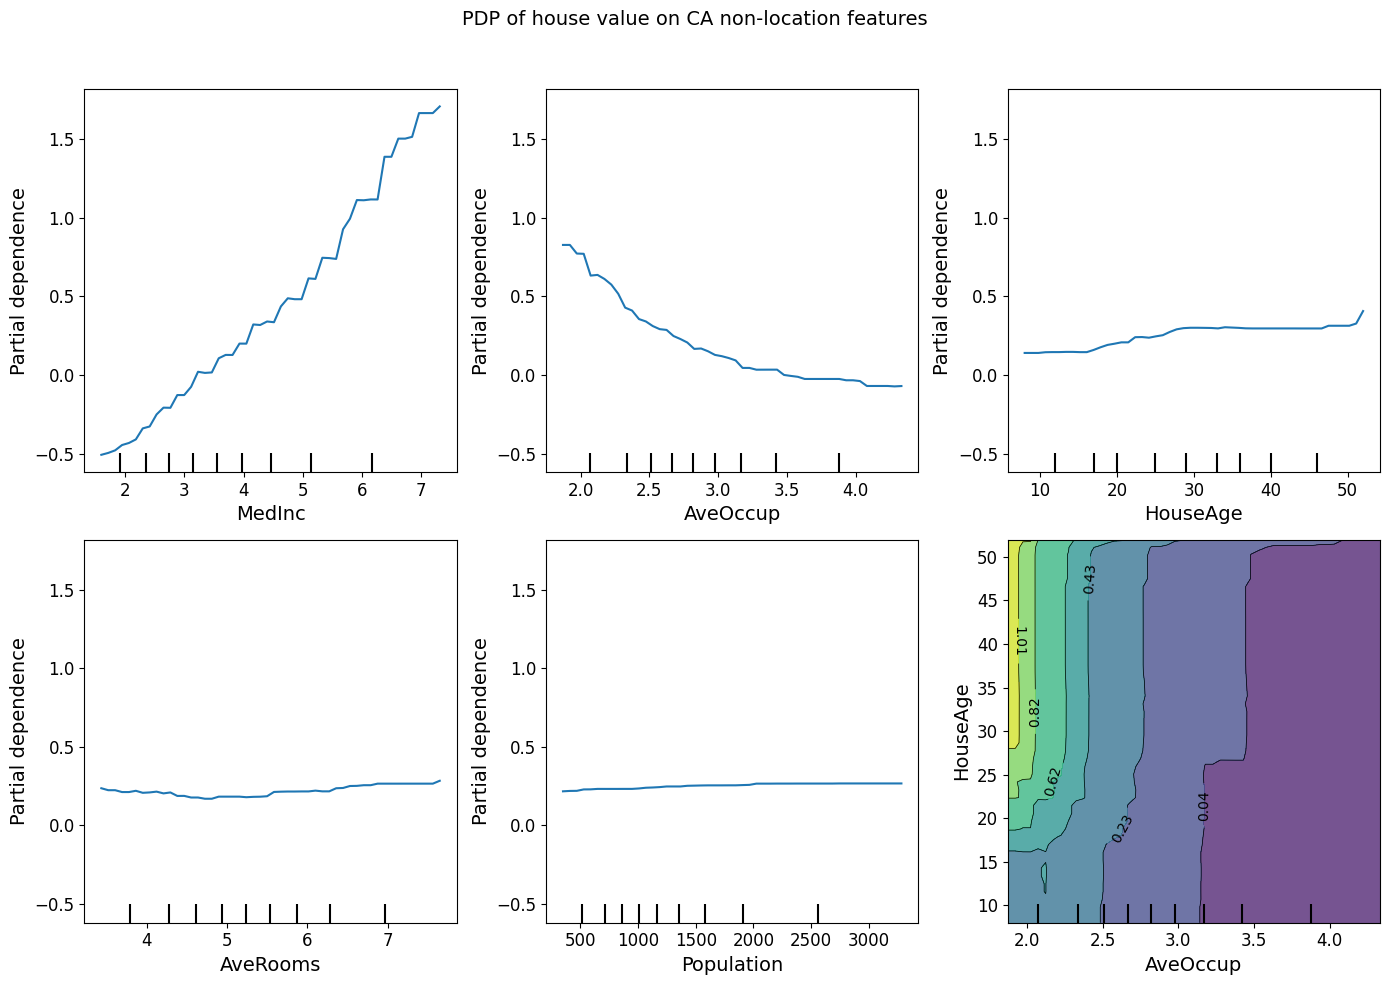 PDP of house value on CA non-location features
Partial dependence
1.5
1.0
0.5
0.0
−0.5
2 3 4 5 6 7
MedInc
Partial dependence
1.5
1.0
0.5
0.0
−0.5
2.0 2.5 3.0 3.5 4.0
AveOccup
Partial dependence
1.5
1.0
0.5
0.0
−0.5
10 20 30 40 50
HouseAge
Partial dependence
1.5
1.0
0.5
0.0
−0.5
4 5 6 7
AveRooms
Partial dependence
1.5
1.0
0.5
0.0
−0.5
500 1000 1500 2000 2500 3000
Population
HouseAge
50
45
40
35
30
25
20
15
10
0.43
1.01
0.82
0.62
0.23
0.04
2.0 2.5 3.0 3.5 4.0
AveOccup